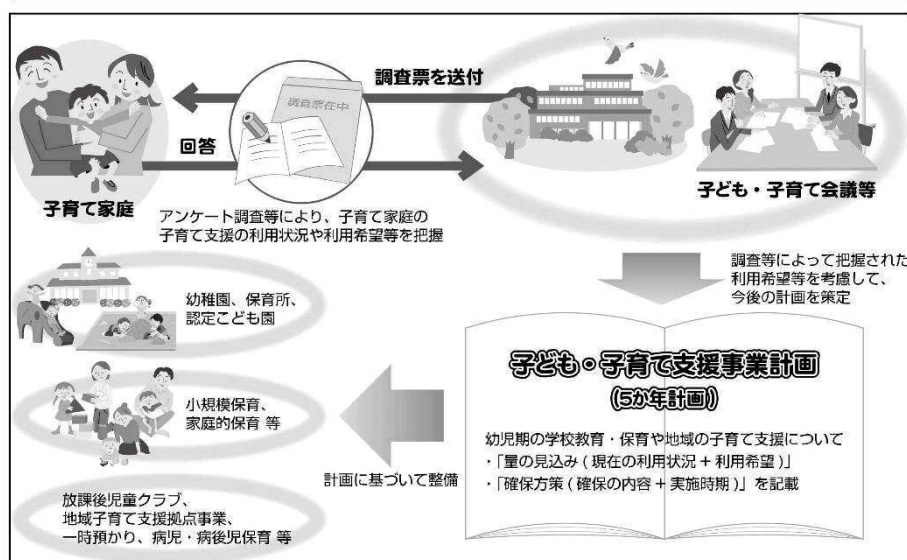 調査票を送付
調査票在中
回答
子育て家庭
子ども・子育て会議等
アンケート調査等により、子育て家庭の
子育て支援の利用状況や利用希望等を把握
調査等によって把握された
利用希望等を考慮して、
今後の計画を策定
幼稚園、保育所、
認定こども園
子ども・子育て支援事業計画
(5か年計画)
小規模保育、
家庭的保育 等
幼児期の学校教育・保育や地域の子育て支援について
・「量の見込み(現在の利用状況+利用希望)」
・「確保方策(確保の内容+実施時期)」を記載
計画に基づいて整備
放課後児童クラブ、
地域子育て支援拠点事業、
一時預かり、病児・病後児保育 等